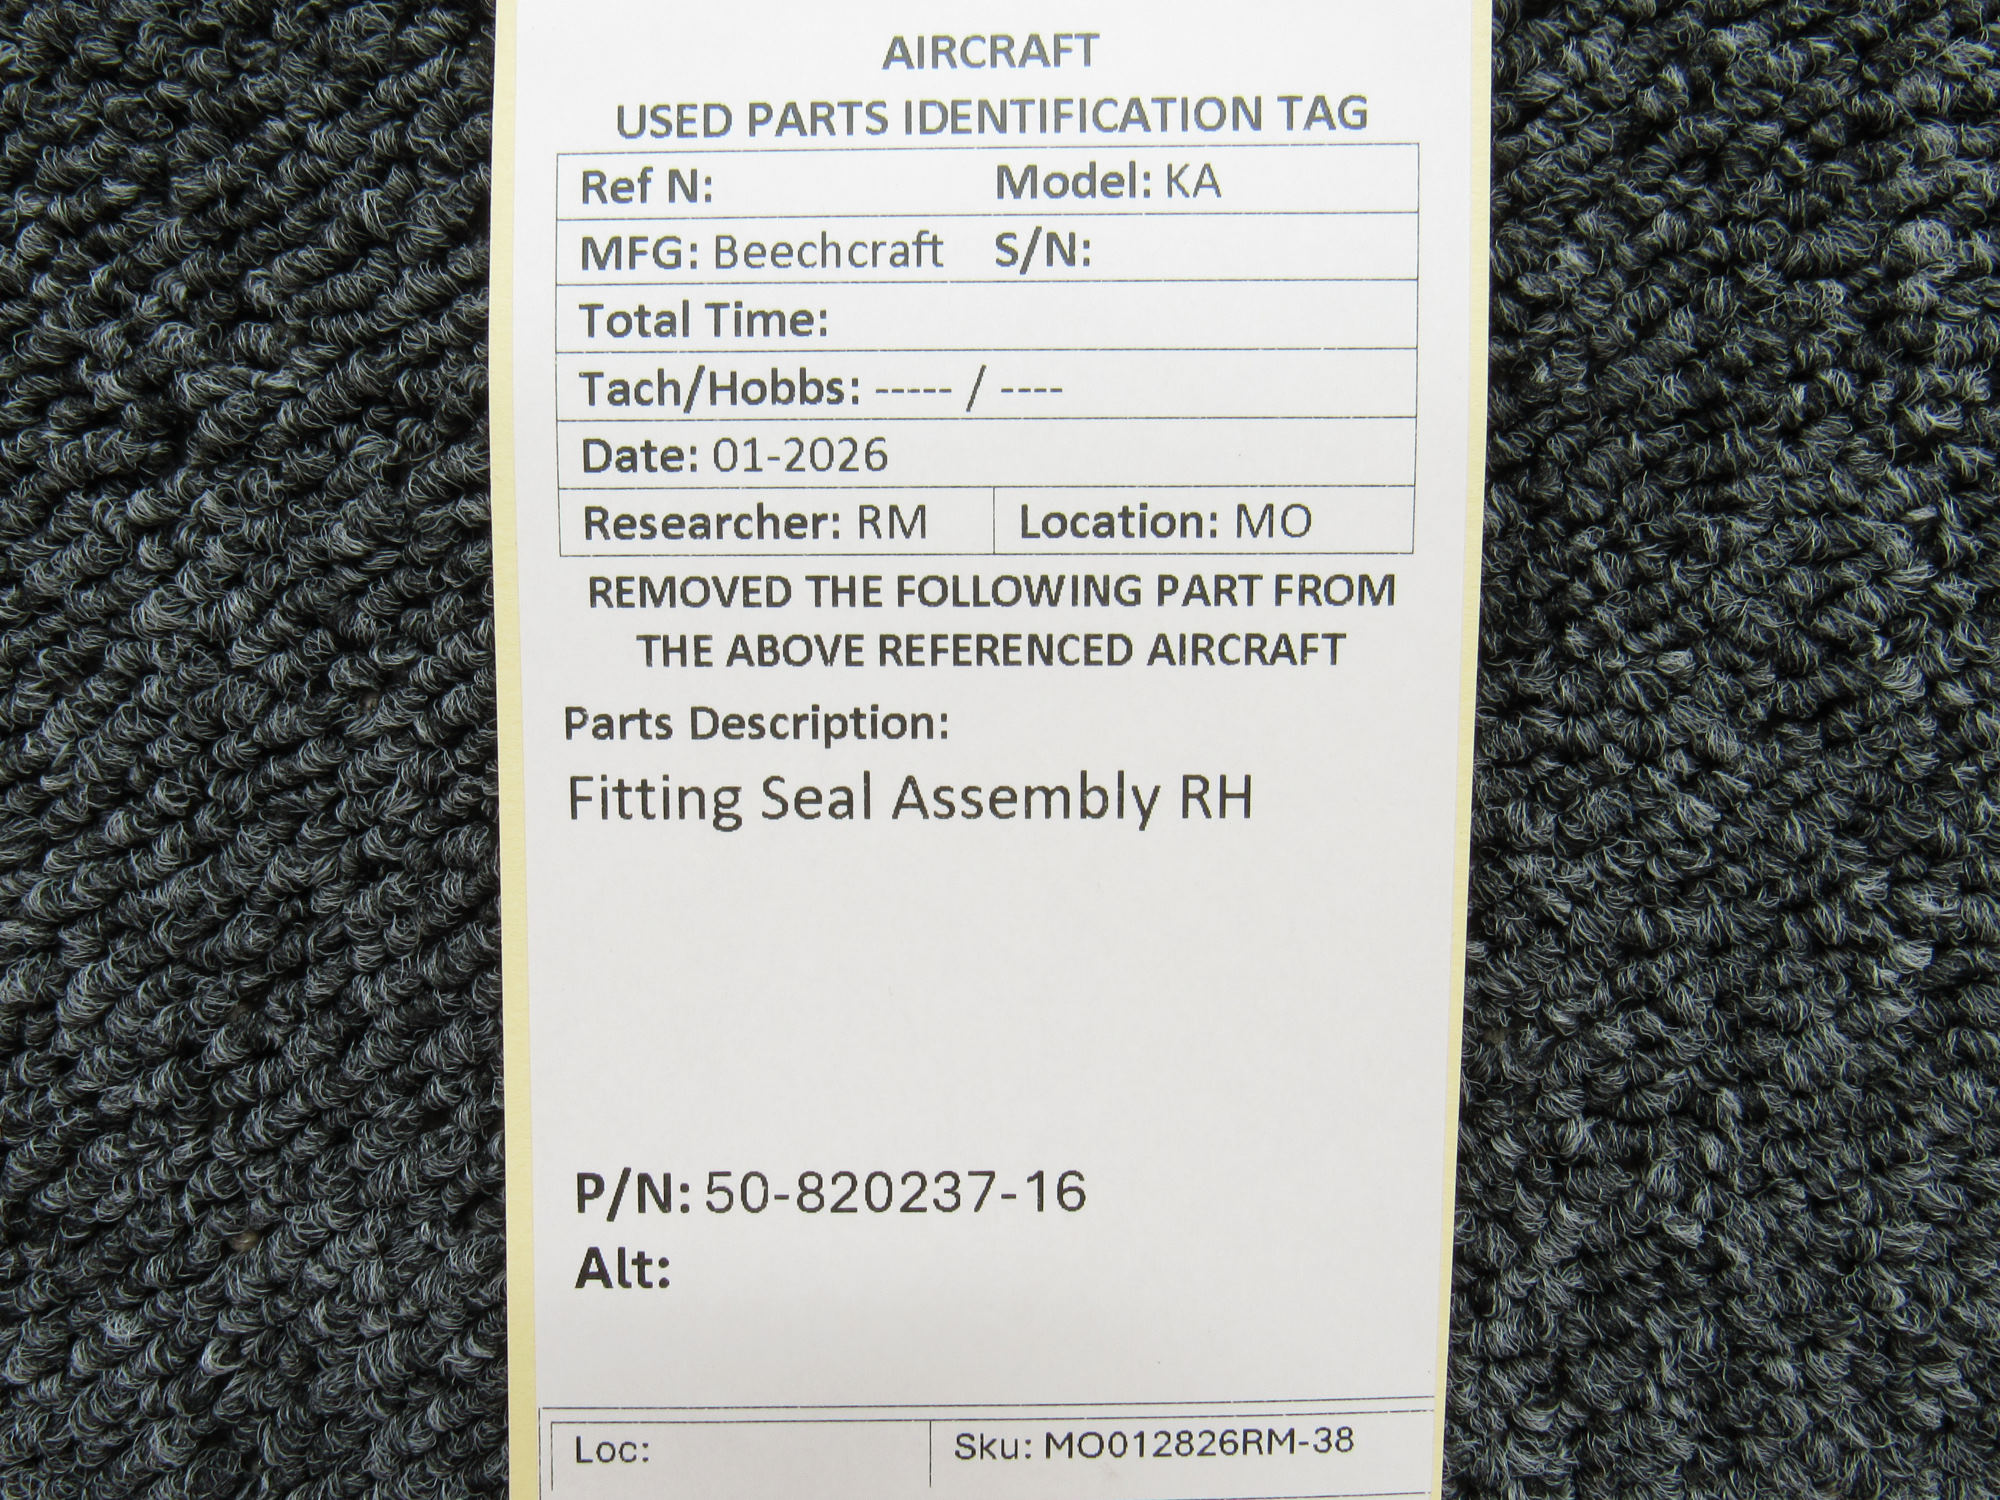 AIRCRAFT
USED PARTS IDENTIFICATION TAG
Ref N: Model: KA
MFG: Beechcraft S/N:
Total Time:
Tach/Hobbs: ----- / ----
Date: 01-2026
Researcher: RM Location: MO
REMOVED THE FOLLOWING PART FROM
THE ABOVE REFERENCED AIRCRAFT
Parts Description:
Fitting Seal Assembly RH
P/N: 50-820237-16
Alt:
Loc: Sku: MO012826RM-38